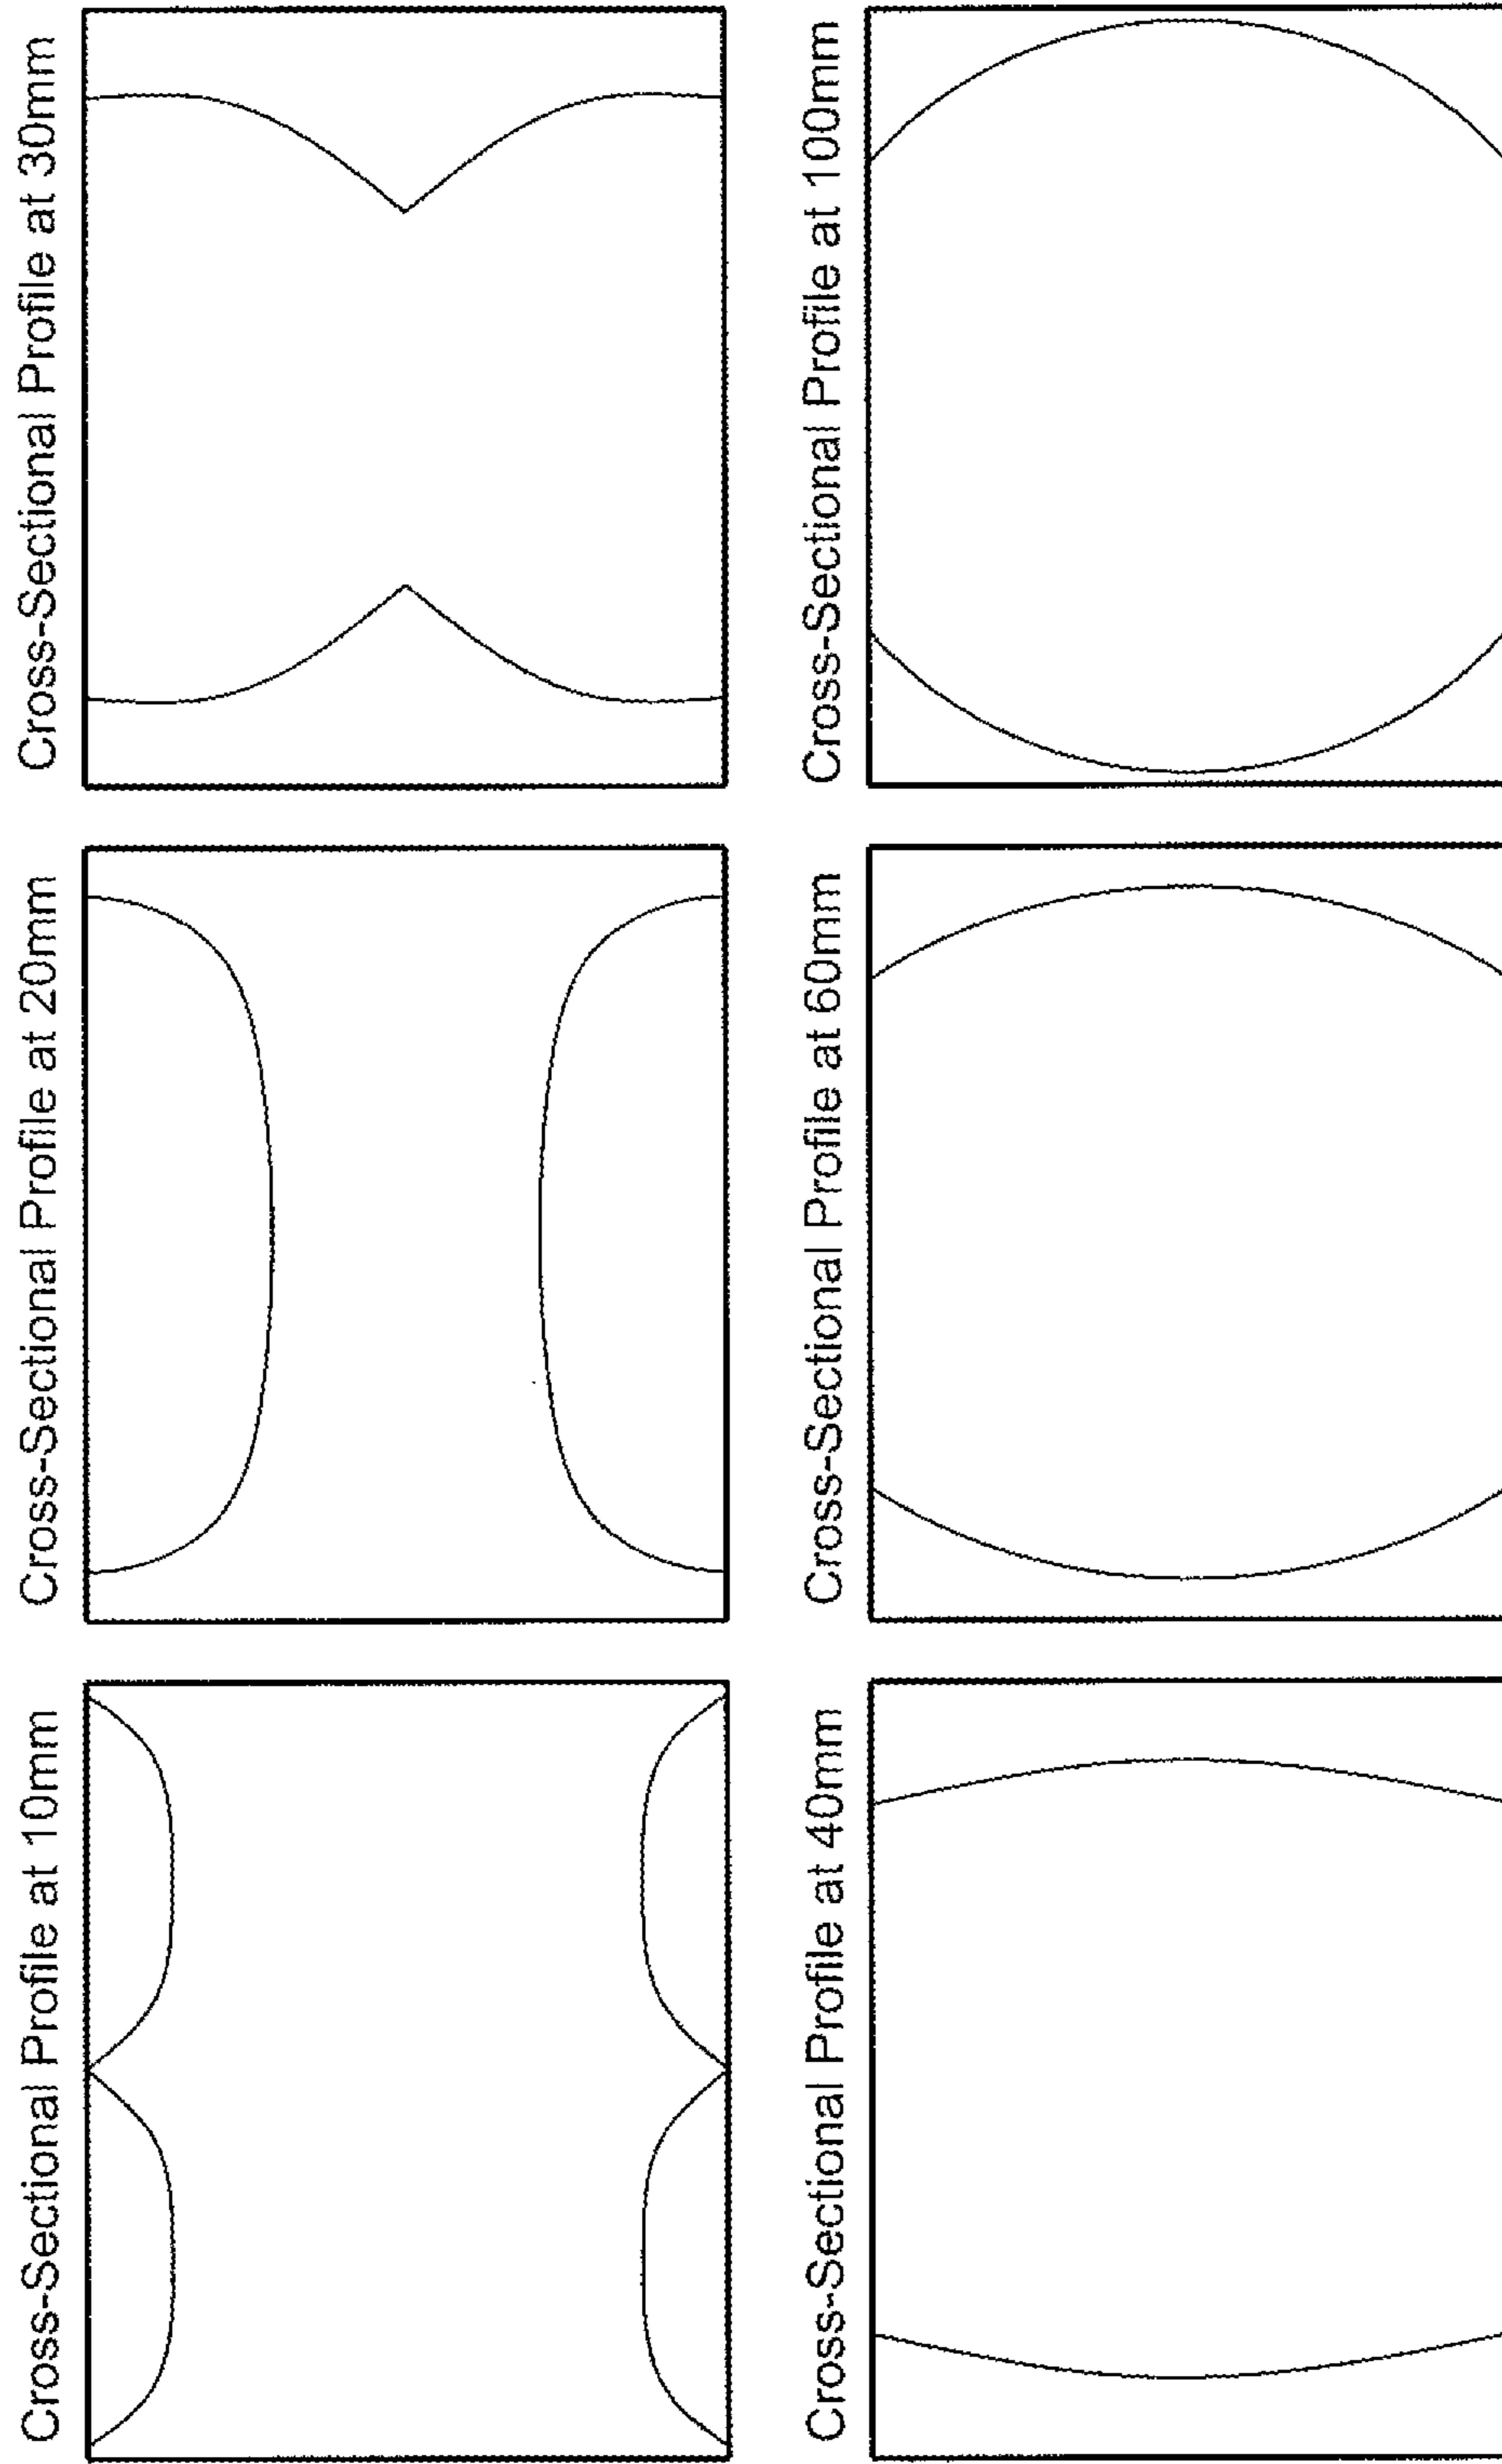 Cross-Sectional Profile at 10mm
Cross-Sectional Profile at 20mm
Cross-Sectional Profile at 30mm
Cross-Sectional Profile at 40mm
Cross-Sectional Profile at 60mm
Cross-Sectional Profile at 100mm